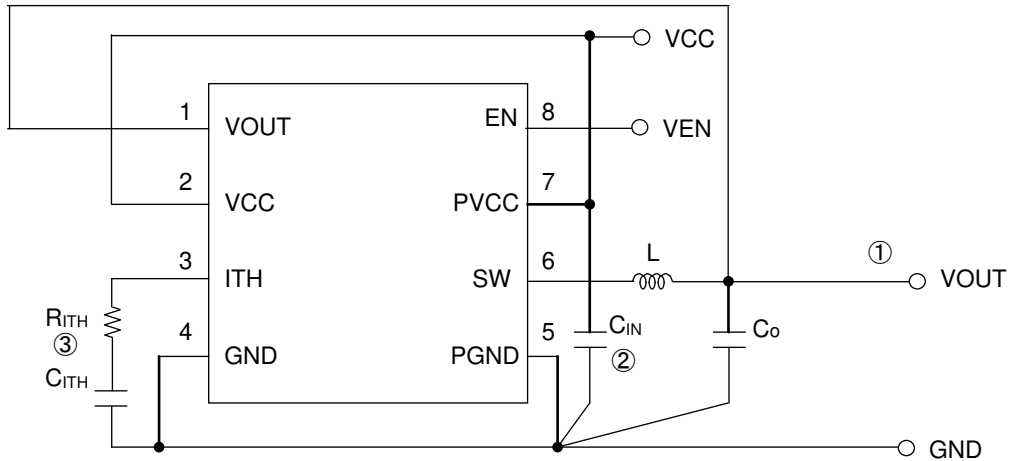 VCC
1
VOUT
EN
8
VEN
2
VCC
PVCC
7
3
ITH
SW
6
L
①
VOUT
RITH
③
CITH
4
GND
PGND
5
CIN
②
Co
GND